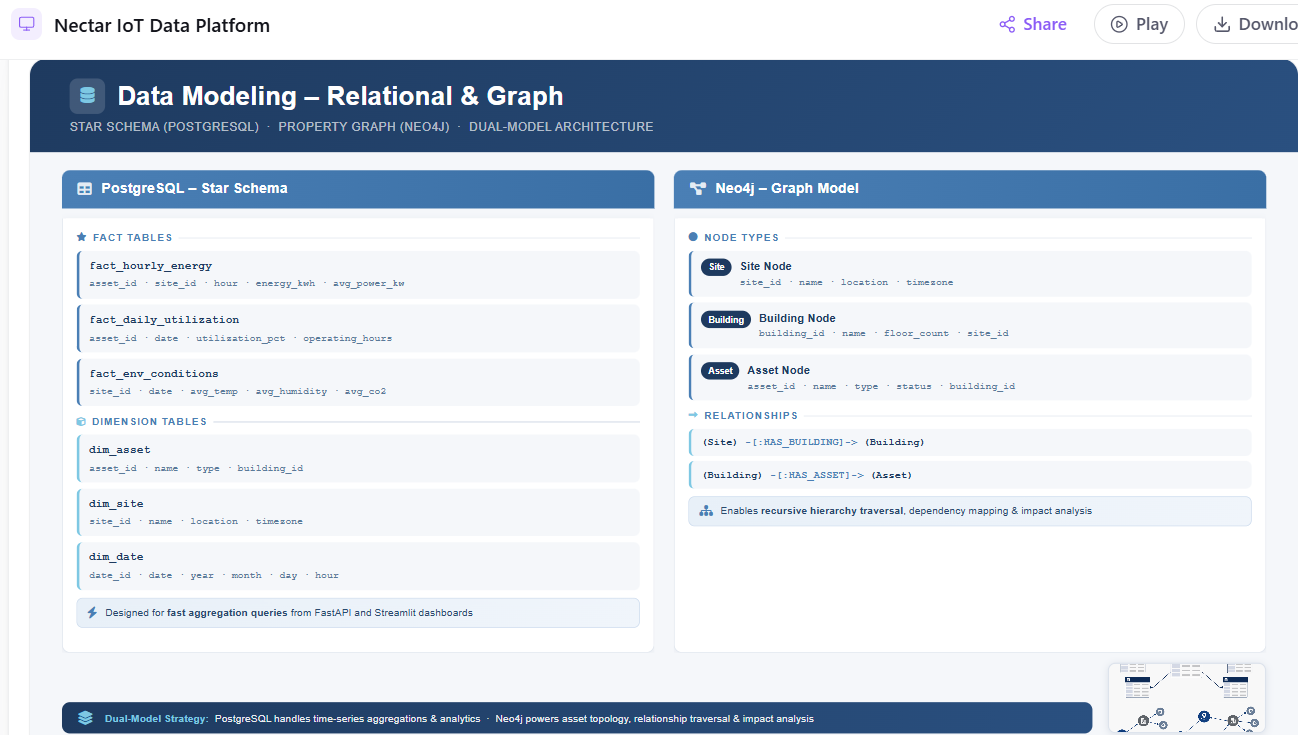 Nectar IoT Data Platform
Share
Play
Downlo
Data Modeling – Relational & Graph
STAR SCHEMA (POSTGRESQL) · PROPERTY GRAPH (NEO4J) · DUAL-MODEL ARCHITECTURE
PostgreSQL – Star Schema
FACT TABLES
fact_hourly_energy
asset_id · site_id · hour · energy_kwh · avg_power_kw
fact_daily_utilization
asset_id · date · utilization_pct · operating_hours
fact_env_conditions
site_id · date · avg_temp · avg_humidity · avg_co2
DIMENSION TABLES
dim_asset
asset_id · name · type · building_id
dim_site
site_id · name · location · timezone
dim_date
date_id · date · year · month · day · hour
Designed for fast aggregation queries from FastAPI and Streamlit dashboards
Neo4j – Graph Model
NODE TYPES
Site Site Node
site_id · name · location · timezone
Building Building Node
building_id · name · floor_count · site_id
Asset Asset Node
asset_id · name · type · status · building_id
RELATIONSHIPS
(Site) -[:HAS_BUILDING]-> (Building)
(Building) -[:HAS_ASSET]-> (Asset)
Enables recursive hierarchy traversal, dependency mapping & impact analysis
Dual-Model Strategy: PostgreSQL handles time-series aggregations & analytics · Neo4j powers asset topology, relationship traversal & impact analysis